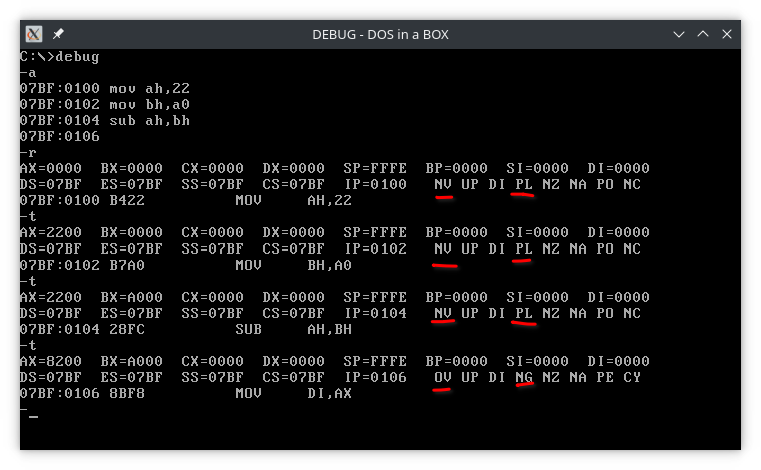 DEBUG - DOS in a BOX
C:\>debug
-a
07BF:0100 mov ah,22
07BF:0102 mov bh,a0
07BF:0104 sub ah,bh
07BF:0106
-r
AX=0000  BX=0000  CX=0000  DX=0000  SP=FFFE  BP=0000  SI=0000  DI=0000
DS=07BF  ES=07BF  SS=07BF  CS=07BF  IP=0100   NV UP DI PL NZ NA PO NC
07BF:0100 B422          MOV     AH,22
-t
AX=2200  BX=0000  CX=0000  DX=0000  SP=FFFE  BP=0000  SI=0000  DI=0000
DS=07BF  ES=07BF  SS=07BF  CS=07BF  IP=0102   NV UP DI PL NZ NA PO NC
07BF:0102 B7A0          MOV     BH,A0
-t
AX=2200  BX=A000  CX=0000  DX=0000  SP=FFFE  BP=0000  SI=0000  DI=0000
DS=07BF  ES=07BF  SS=07BF  CS=07BF  IP=0104   NV UP DI PL NZ NA PO NC
07BF:0104 28FC          SUB     AH,BH
-t
AX=8200  BX=A000  CX=0000  DX=0000  SP=FFFE  BP=0000  SI=0000  DI=0000
DS=07BF  ES=07BF  SS=07BF  CS=07BF  IP=0106   OV UP DI NG NZ NA PE CY
07BF:0106 8BF8          MOV     DI,AX
-_